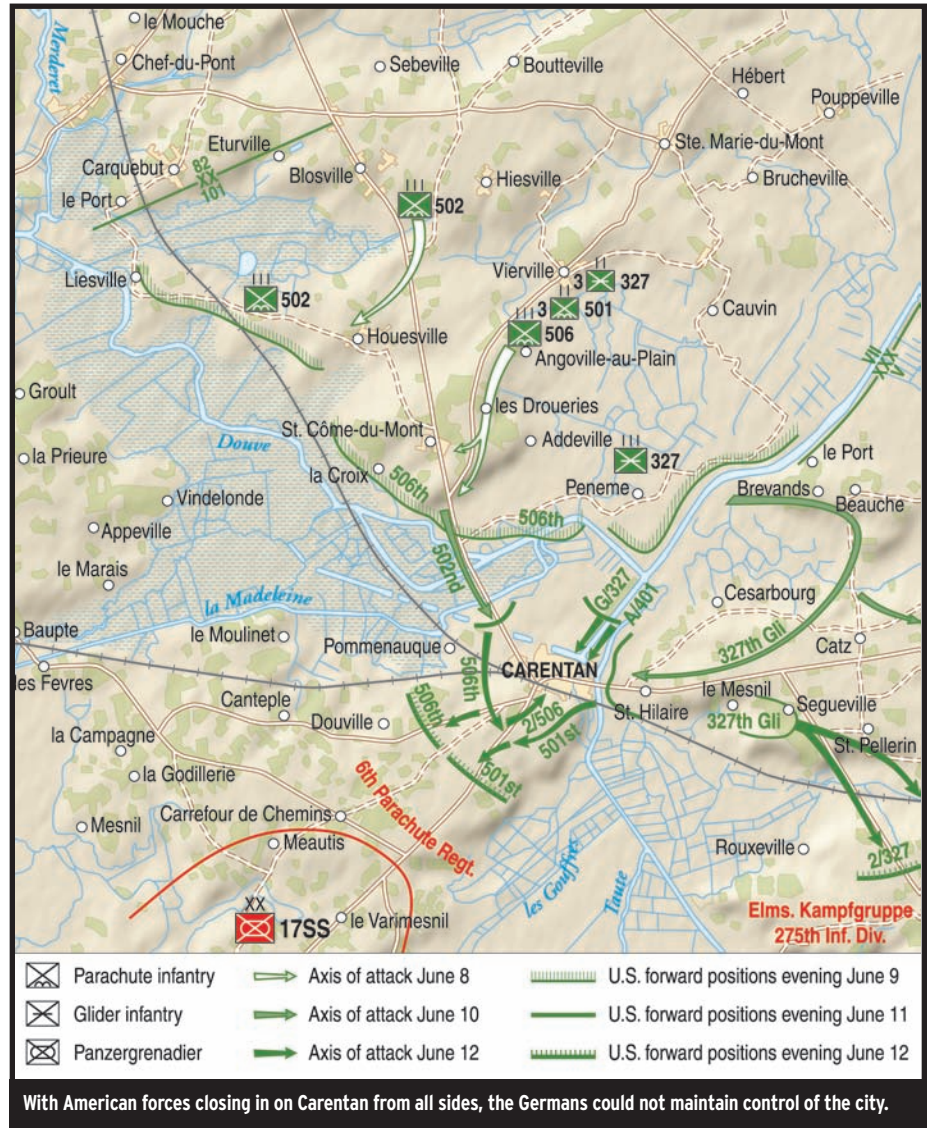 le Mouche
Merderet
Chef-du-Pont
Sebeville
Boutteville
Hébert
Pouppeville
Ste. Marie-du-Mont
Carquebut
Eturville
82
XX
101
Blosville
Hiesville
Brucheville
le Port
III
502
Liesville
III
502
Vierville
II
3 327
II
3 501
III
506
Cauvin
Houesville
Angoville-au-Plain
XX
VII
Groult
les Droueries
St. Côme-du-Mont
Douve
Addeville
III
327
la Prieure
la Croix
506th
Peneme
le Port
Brevands
Beauche
Vindelonde
Appeville
506th
502nd
le Marais
la Madeleine
G/327
A/401
Cesarbourg
Baupte
le Moulinet
Pommenauque
327th Gli
Catz
CARENTAN
les Fevres
506th
le Mesnil
Segueville
Canteple
506th
2/506
St. Hilaire
327th Gli
Douville
501st
St. Pellerin
la Campagne
501st
la Godillerie
6th Parachute Regt.
Carrefour de Chemins
Mesnil
Meautis
Rouxeville
2/327
les Gouffres
Taute
XX
17SS
le Varimesnil
Elms. Kampfgruppe
275th Inf. Div.
Parachute infantry
Axis of attack June 8
U.S. forward positions evening June 9
Glider infantry
Axis of attack June 10
U.S. forward positions evening June 11
Panzergrenadier
Axis of attack June 12
U.S. forward positions evening June 12
With American forces closing in on Carentan from all sides, the Germans could not maintain control of the city.